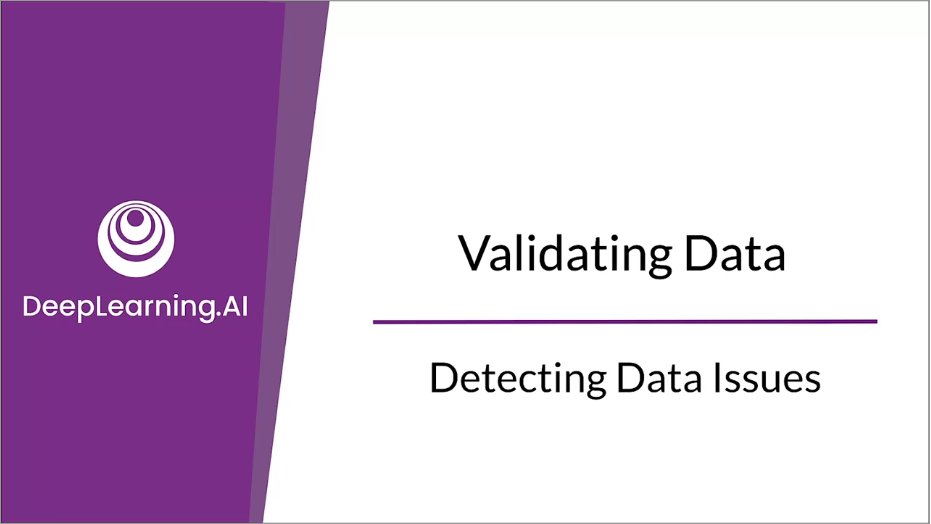 DeepLearning.AI
Validating Data
Detecting Data Issues